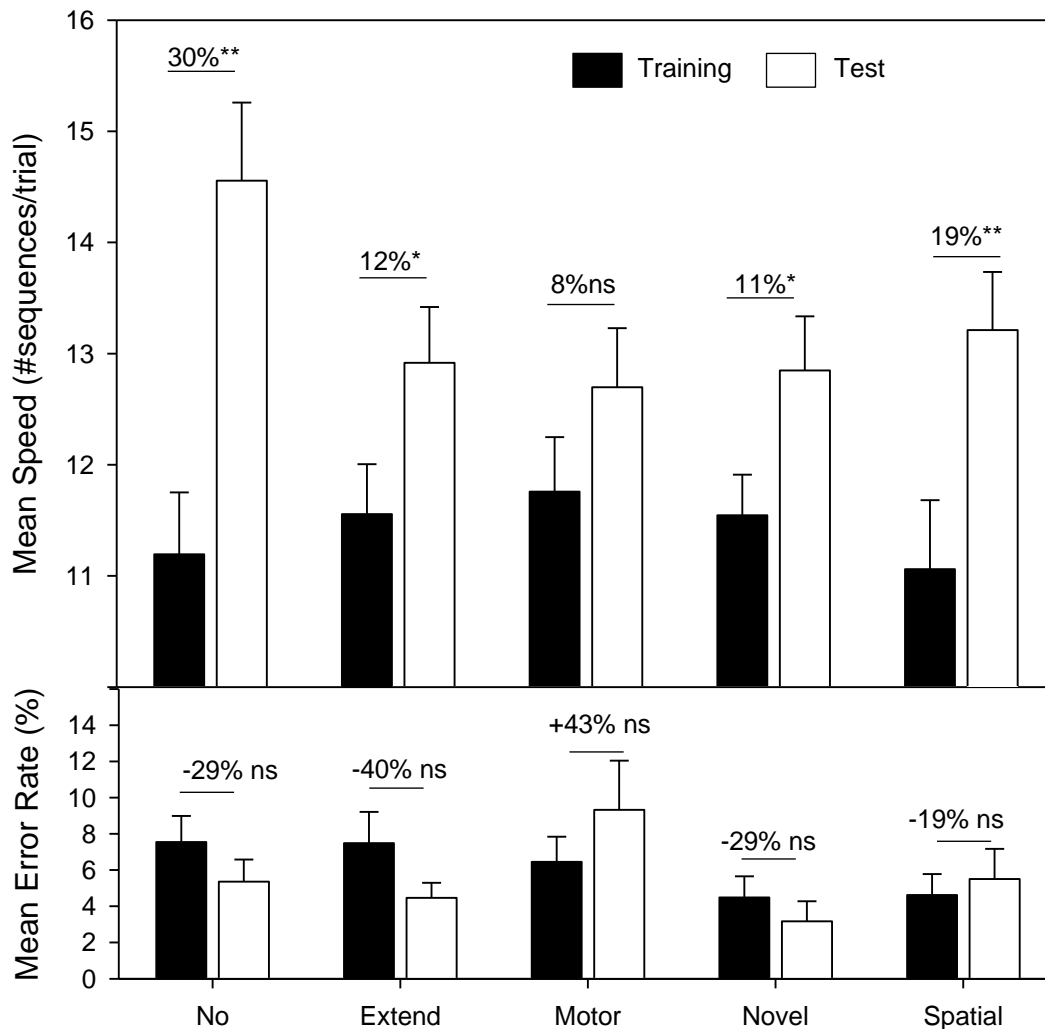 16
30%**
Training
Test
15
14
19%**
12%*
8%ns
11%*
13
12
11
Mean Speed (#sequences/trial)
14
+43% ns
12
-29% ns
-40% ns
10
8
-29% ns
-19% ns
6
4
2
0
Mean Error Rate (%)
No
Extend
Motor
Novel
Spatial